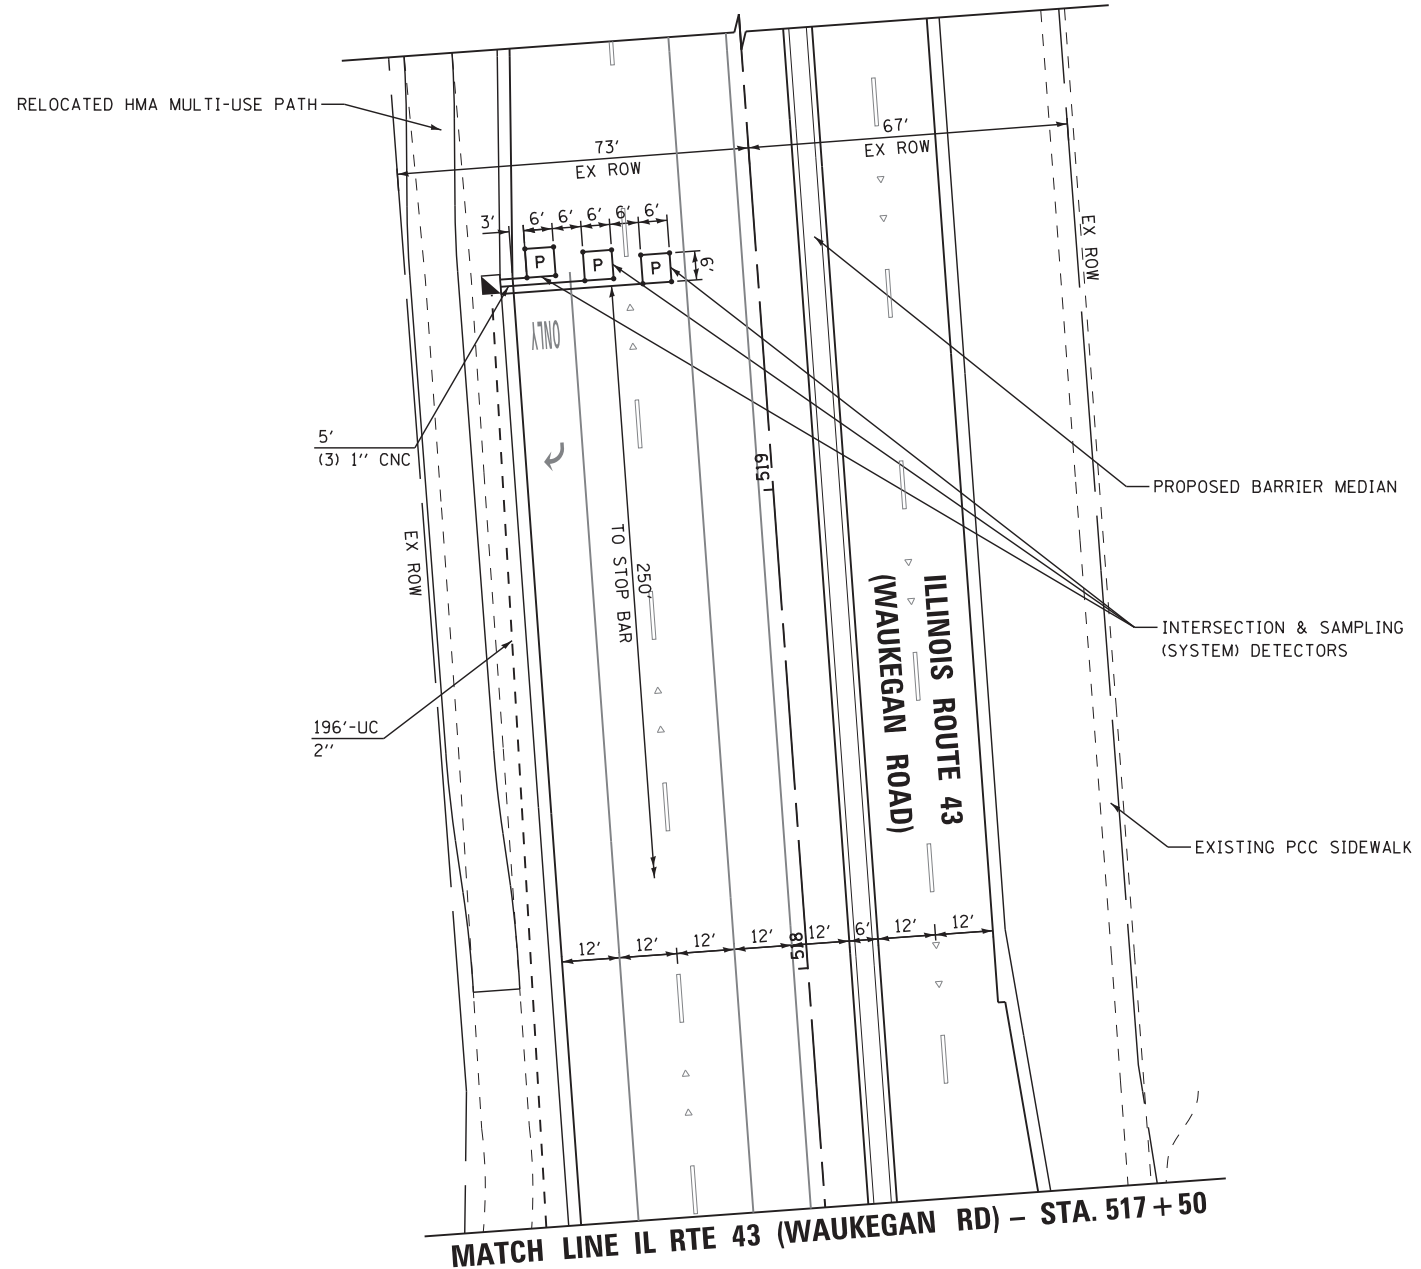 RELOCATED HMA MULTI-USE PATH
67'
EX ROW
73'
EX ROW
3'
6'
6'
6'
6'
6'
6'
P
P
P
EX ROW
ONLY
5'
(3) 1'' CNC
519
PROPOSED BARRIER MEDIAN
EX ROW
250'
TO STOP BAR
ILLINOIS ROUTE 43
(WAUKEGAN ROAD)
INTERSECTION & SAMPLING
(SYSTEM) DETECTORS
196'-UC
2''
EXISTING PCC SIDEWALK
12'
12'
12'
12'
518
12'
6'
12'
12'
MATCH LINE IL RTE 43 (WAUKEGAN RD) – STA. 517+50